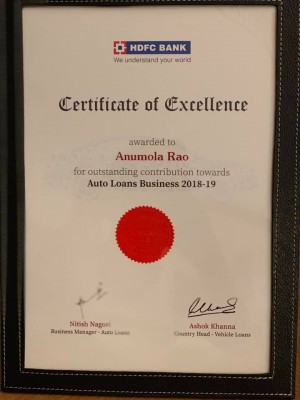 HDFC BANK
We understand your world
Certificate of Excellence
awarded to
Anumola Rao
for outstanding contribution towards
Auto Loans Business 2018-19
Nitish Nagori
Business Manager - Auto Loans
Ashok Khanna
Country Head - Vehicle Loans